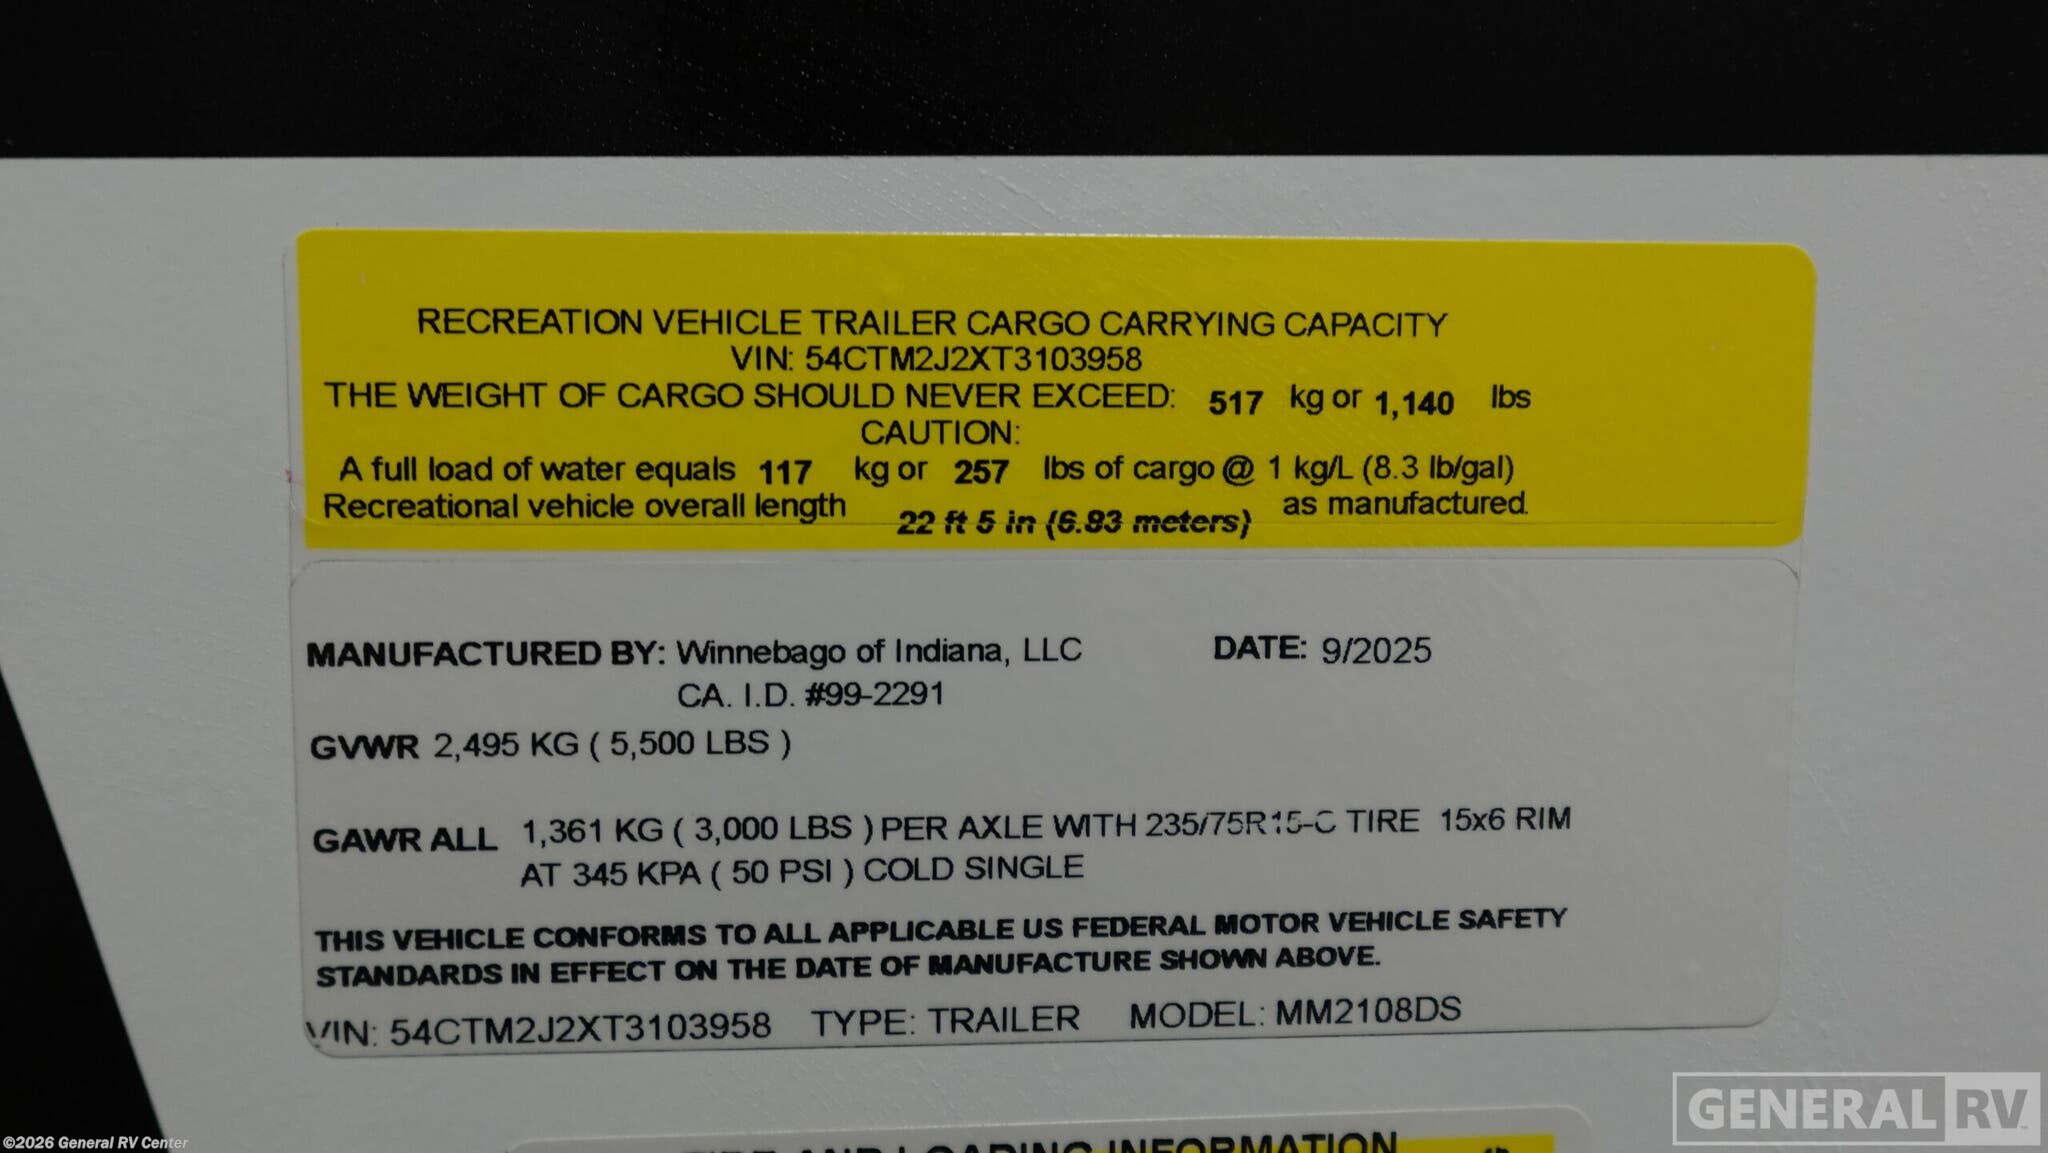 RECREATION VEHICLE TRAILER CARGO CARRYING CAPACITY
VIN: 54CTM2J2XT3103958
THE WEIGHT OF CARGO SHOULD NEVER EXCEED: 517 kg or 1,140 lbs
CAUTION:
A full load of water equals 117 kg or 257 lbs of cargo @ 1 kg/L (8.3 lb/gal)
Recreational vehicle overall length 22 ft 5 in (6.83 meters) as manufactured.
MANUFACTURED BY: Winnebago of Indiana, LLC DATE: 9/2025
CA. I.D. #99-2291
GVWR 2,495 KG ( 5,500 LBS )
GAWR ALL 1,361 KG ( 3,000 LBS ) PER AXLE WITH 235/75R15-C TIRE 15x6 RIM
AT 345 KPA ( 50 PSI ) COLD SINGLE
THIS VEHICLE CONFORMS TO ALL APPLICABLE US FEDERAL MOTOR VEHICLE SAFETY
STANDARDS IN EFFECT ON THE DATE OF MANUFACTURE SHOWN ABOVE.
VIN: 54CTM2J2XT3103958 TYPE: TRAILER MODEL: MM2108DS
TIRE AND LOADING INFORMATION
©2026 General RV Center
GENERAL RV